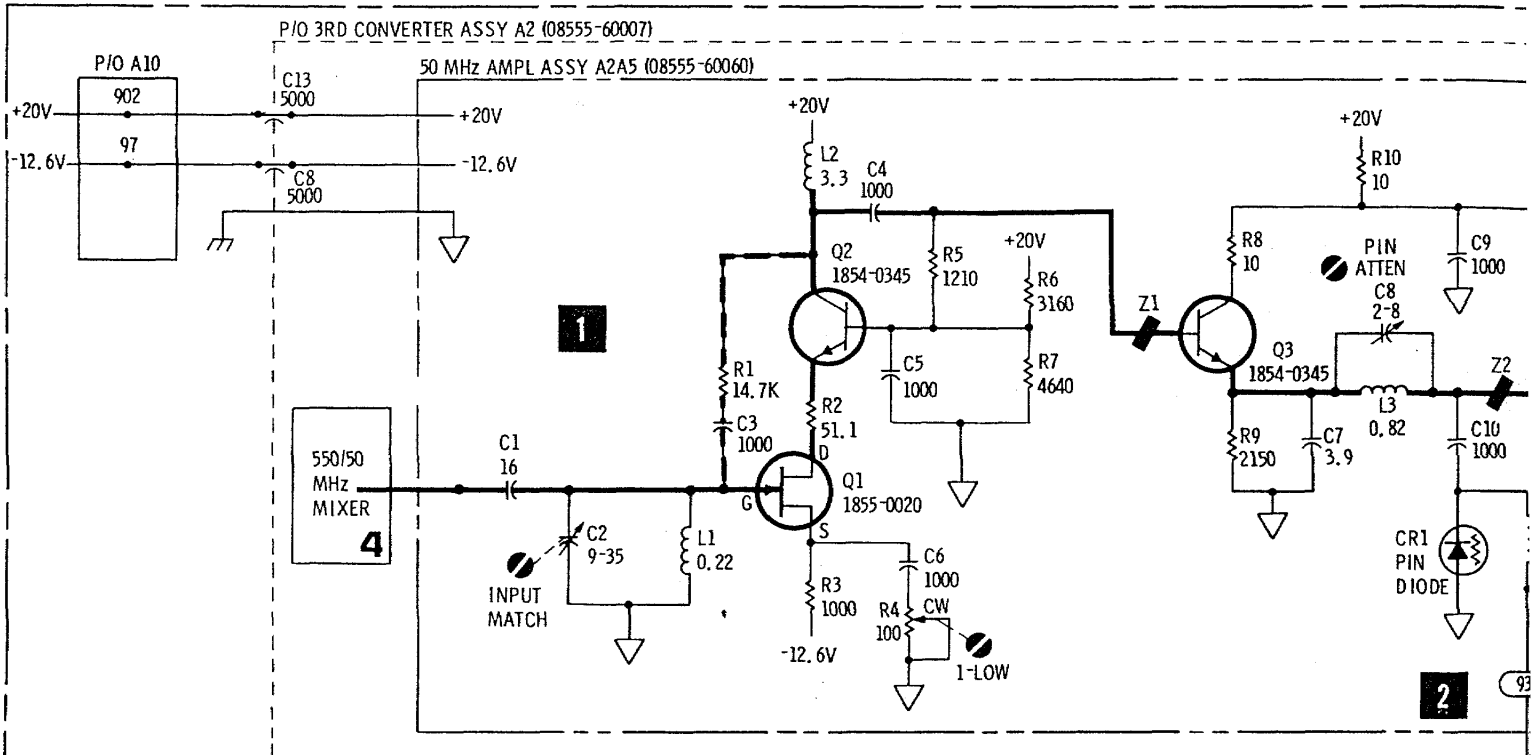 P/O 3RD CONVERTER ASSY A2 (08555-60007)
P/O A10
50 MHz AMPL ASSY A2A5 (08555-60060)
902
C13
5000
+20V
+20V
97
-12.6V
-12.6V
C8
5000
+20V
L2
3.3
C4
1000
+20V
R10
10
Q2
1854-0345
R5
1210
+20V
R6
3160
R8
10
PIN
ATTEN
C8
2-8
C9
1000
1
Z1
R1
14.7K
C5
1000
R7
4640
Q3
1854-0345
Z2
C3
1000
R2
51.1
L3
0.82
R9
2150
C7
3.9
C10
1000
550/50
MHz
MIXER
4
C1
16
D
G
Q1
1855-0020
S
C2
9-35
L1
0.22
INPUT
MATCH
R3
1000
C6
1000
R4
100
CW
-12.6V
1-LOW
CR1
PIN
DIODE
2
93